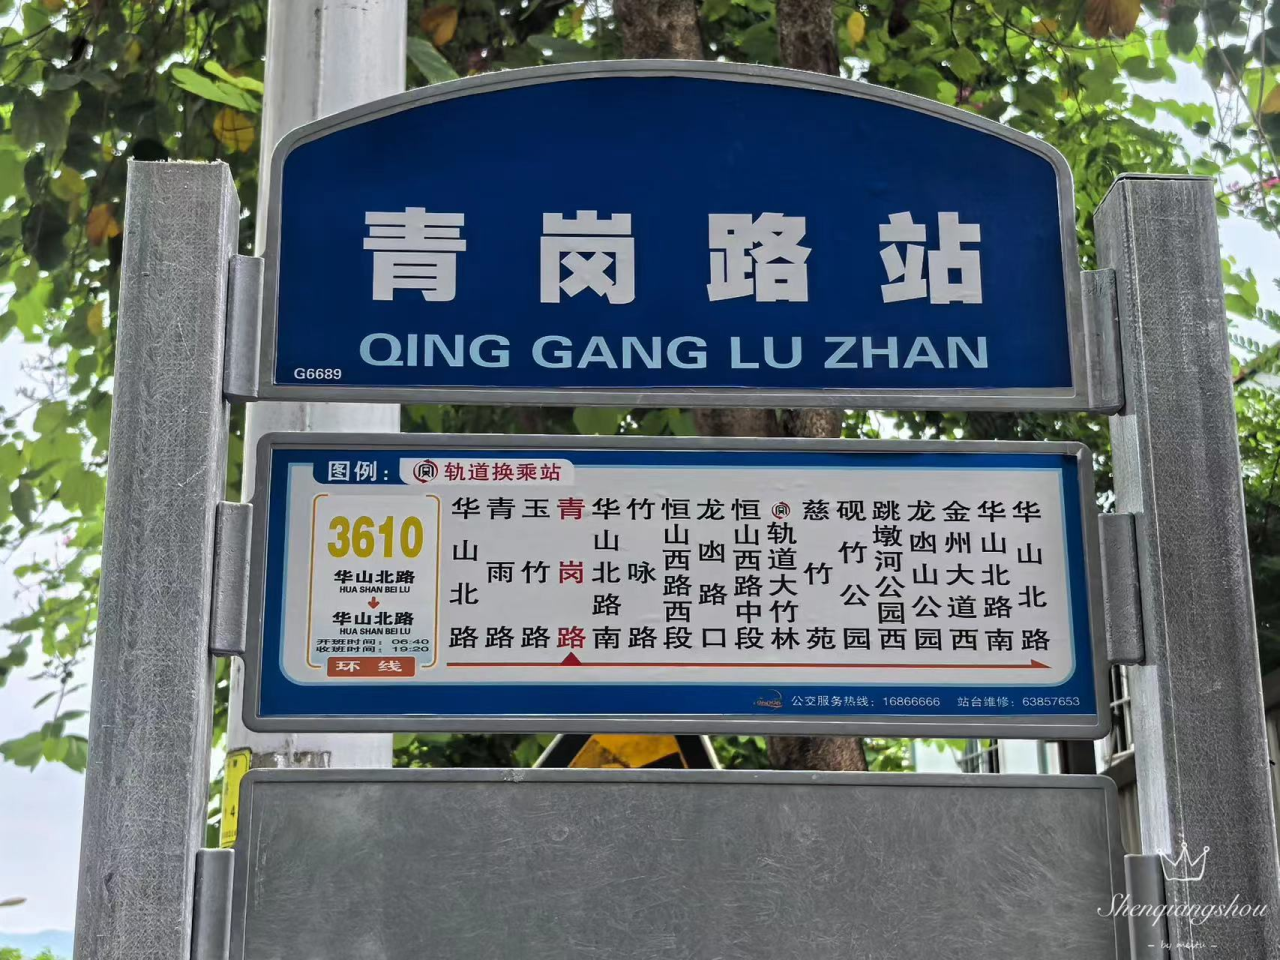 青岗路站
QING GANG LU ZHAN
G6689
图例： 轨道换乘站
3610
华山北路
HUA SHAN BEI LU
华山北路
HUA SHAN BEI LU
开班时间：06:40
收班时间：19:20
环线
华山北路
青雨路
玉竹路
青岗路
华山北路南
竹咏路
恒山西路西段
龙凼路口
恒山西路中段
轨道大竹林
慈竹苑
砚竹公园
跳墩河公园西
龙凼山公园
金州大道西
华山北路南
华山北路
公交服务热线：16866666 站台维修：63857653
Shenqiangshou
by meitu